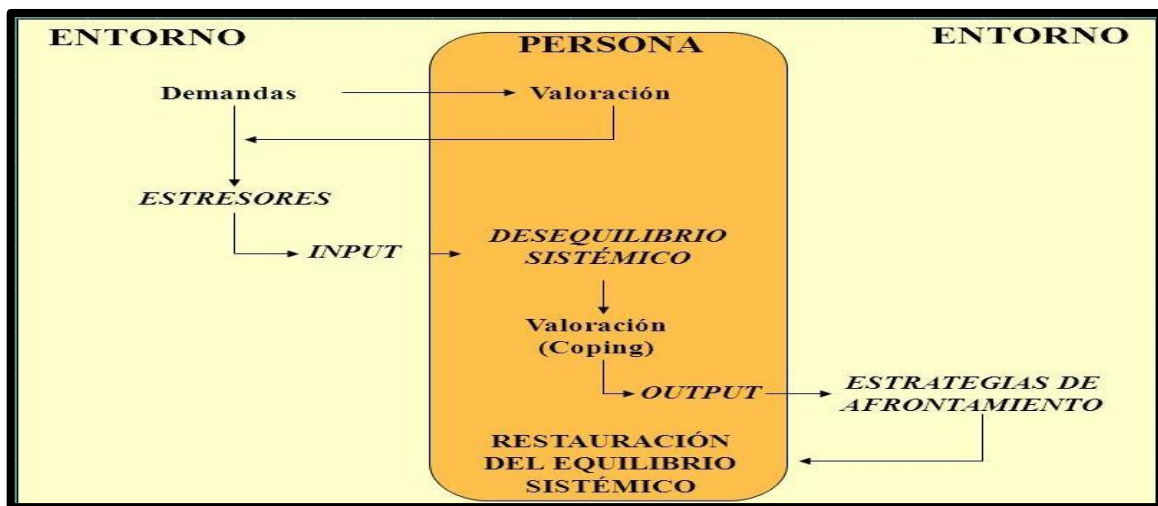 ENTORNO
PERSONA
ENTORNO
Demandas
Valoración
ESTRESORES
INPUT
DESEQUILIBRIO
SISTÉMICO
Valoración
(Coping)
OUTPUT
ESTRATEGIAS DE
AFRONTAMIENTO
RESTAURACIÓN
DEL EQUILIBRIO
SISTÉMICO